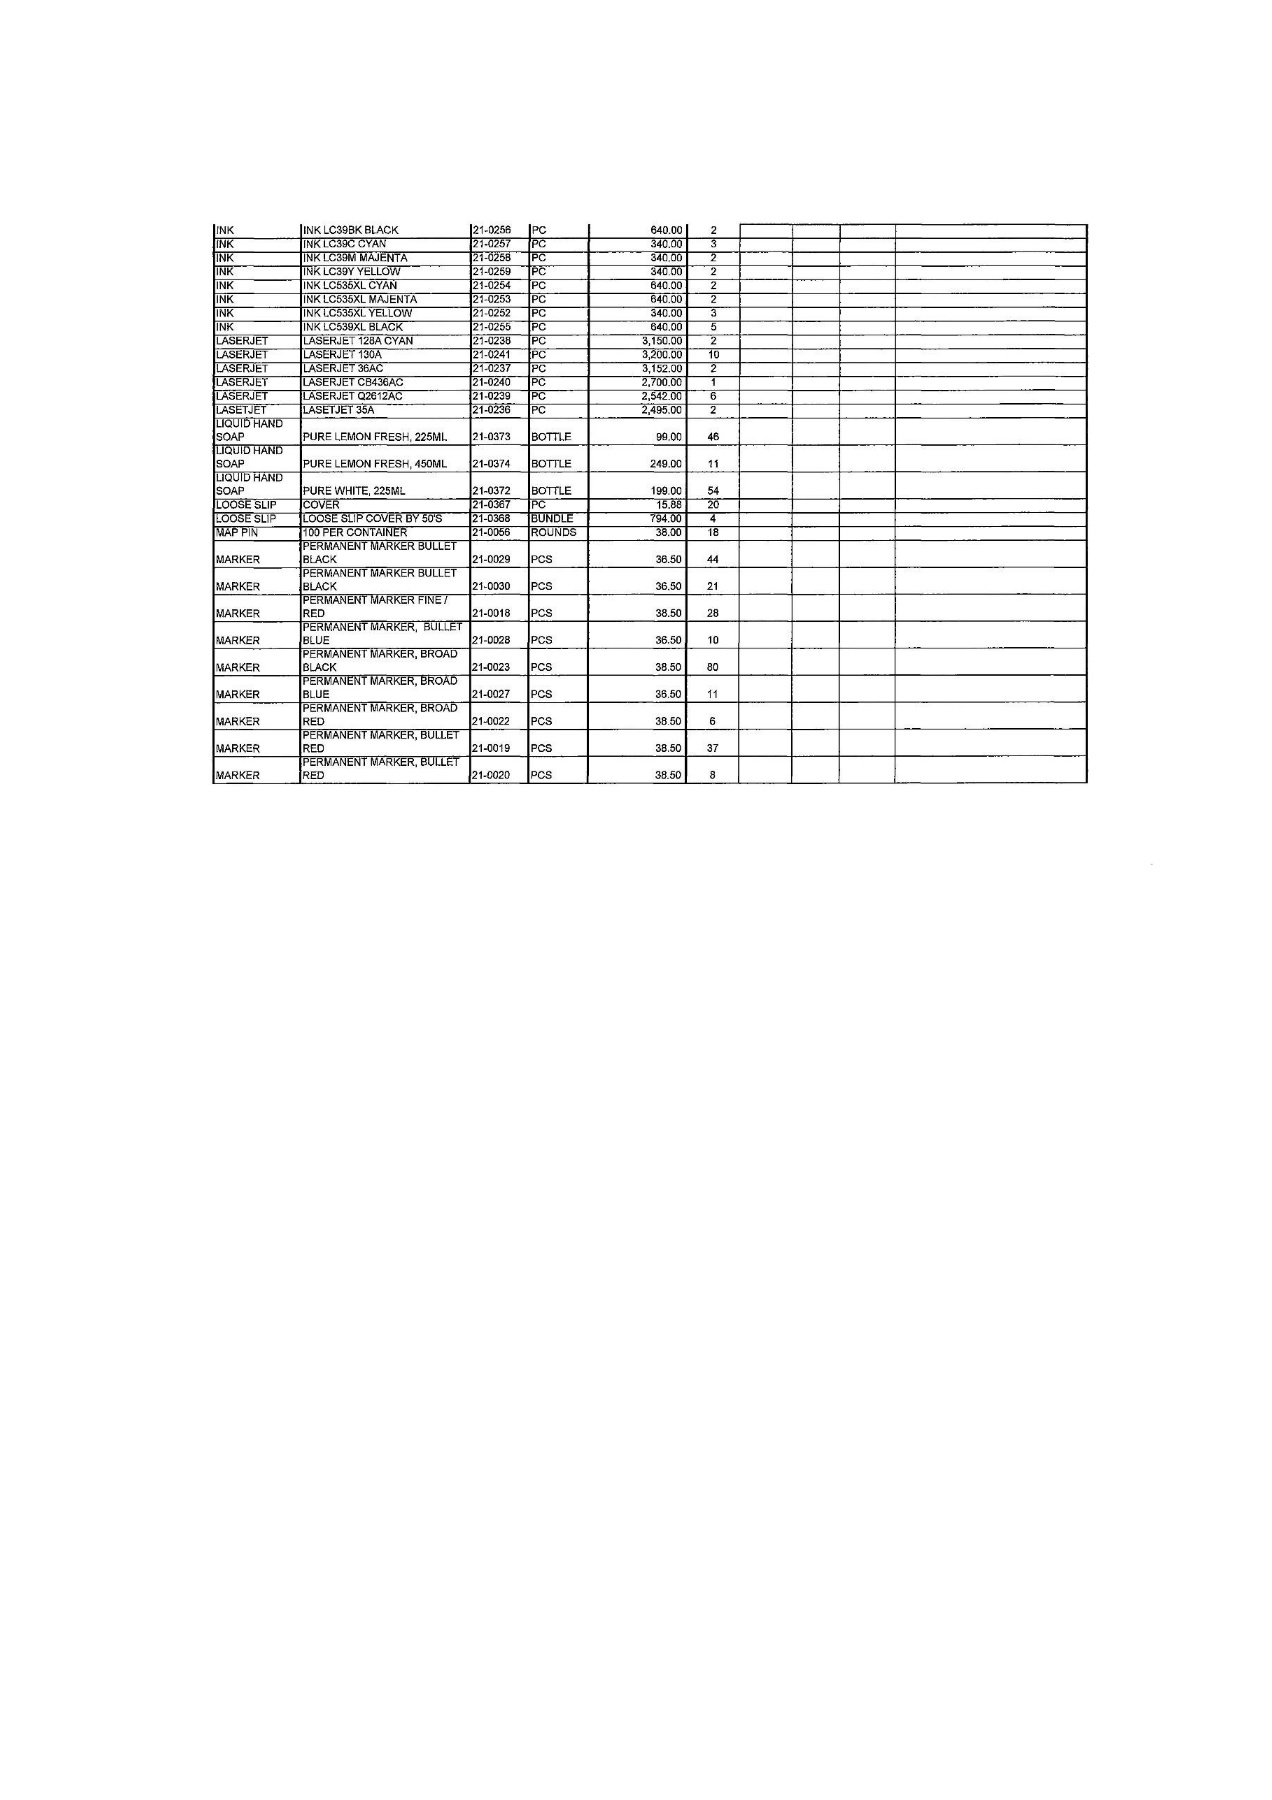 INK INK LC39BK BLACK 21-0256 PC 640.00 2
INK INK LC39C CYAN 21-0257 PC 340.00 3
INK INK LC39M MAJENTA 21-0258 PC 340.00 2
INK INK LC39Y YELLOW 21-0259 PC 340.00 2
INK INK LC535XL CYAN 21-0254 PC 640.00 2
INK INK LC535XL MAJENTA 21-0253 PC 640.00 2
INK INK LC535XL YELLOW 21-0252 PC 340.00 3
INK INK LC539XL BLACK 21-0255 PC 640.00 5
LASERJET LASERJET 128A CYAN 21-0238 PC 3,150.00 2
LASERJET LASERJET 130A 21-0241 PC 3,200.00 10
LASERJET LASERJET 36AC 21-0237 PC 3,152.00 2
LASERJET LASERJET CB436AC 21-0240 PC 2,700.00 1
LASERJET LASERJET Q2612AC 21-0239 PC 2,542.00 6
LASETJET LASETJET 35A 21-0236 PC 2,495.00 2
LIQUID HAND
SOAP PURE LEMON FRESH, 225ML 21-0373 BOTTLE 99.00 46
LIQUID HAND
SOAP PURE LEMON FRESH, 450ML 21-0374 BOTTLE 249.00 11
LIQUID HAND
SOAP PURE WHITE, 225ML 21-0372 BOTTLE 199.00 54
LOOSE SLIP COVER 21-0367 PC 15.88 20
LOOSE SLIP LOOSE SLIP COVER BY 50'S 21-0368 BUNDLE 794.00 4
MAP PIN 100 PER CONTAINER 21-0056 ROUNDS 38.00 18
PERMANENT MARKER BULLET
MARKER BLACK 21-0029 PCS 36.50 44
PERMANENT MARKER BULLET
MARKER BLACK 21-0030 PCS 36.50 21
PERMANENT MARKER FINE /
MARKER RED 21-0018 PCS 38.50 28
PERMANENT MARKER, BULLET
MARKER BLUE 21-0028 PCS 36.50 10
PERMANENT MARKER, BROAD
MARKER BLACK 21-0023 PCS 38.50 80
PERMANENT MARKER, BROAD
MARKER BLUE 21-0027 PCS 36.50 11
PERMANENT MARKER, BROAD
MARKER RED 21-0022 PCS 38.50 6
PERMANENT MARKER, BULLET
MARKER RED 21-0019 PCS 38.50 37
PERMANENT MARKER, BULLET
MARKER RED 21-0020 PCS 38.50 8